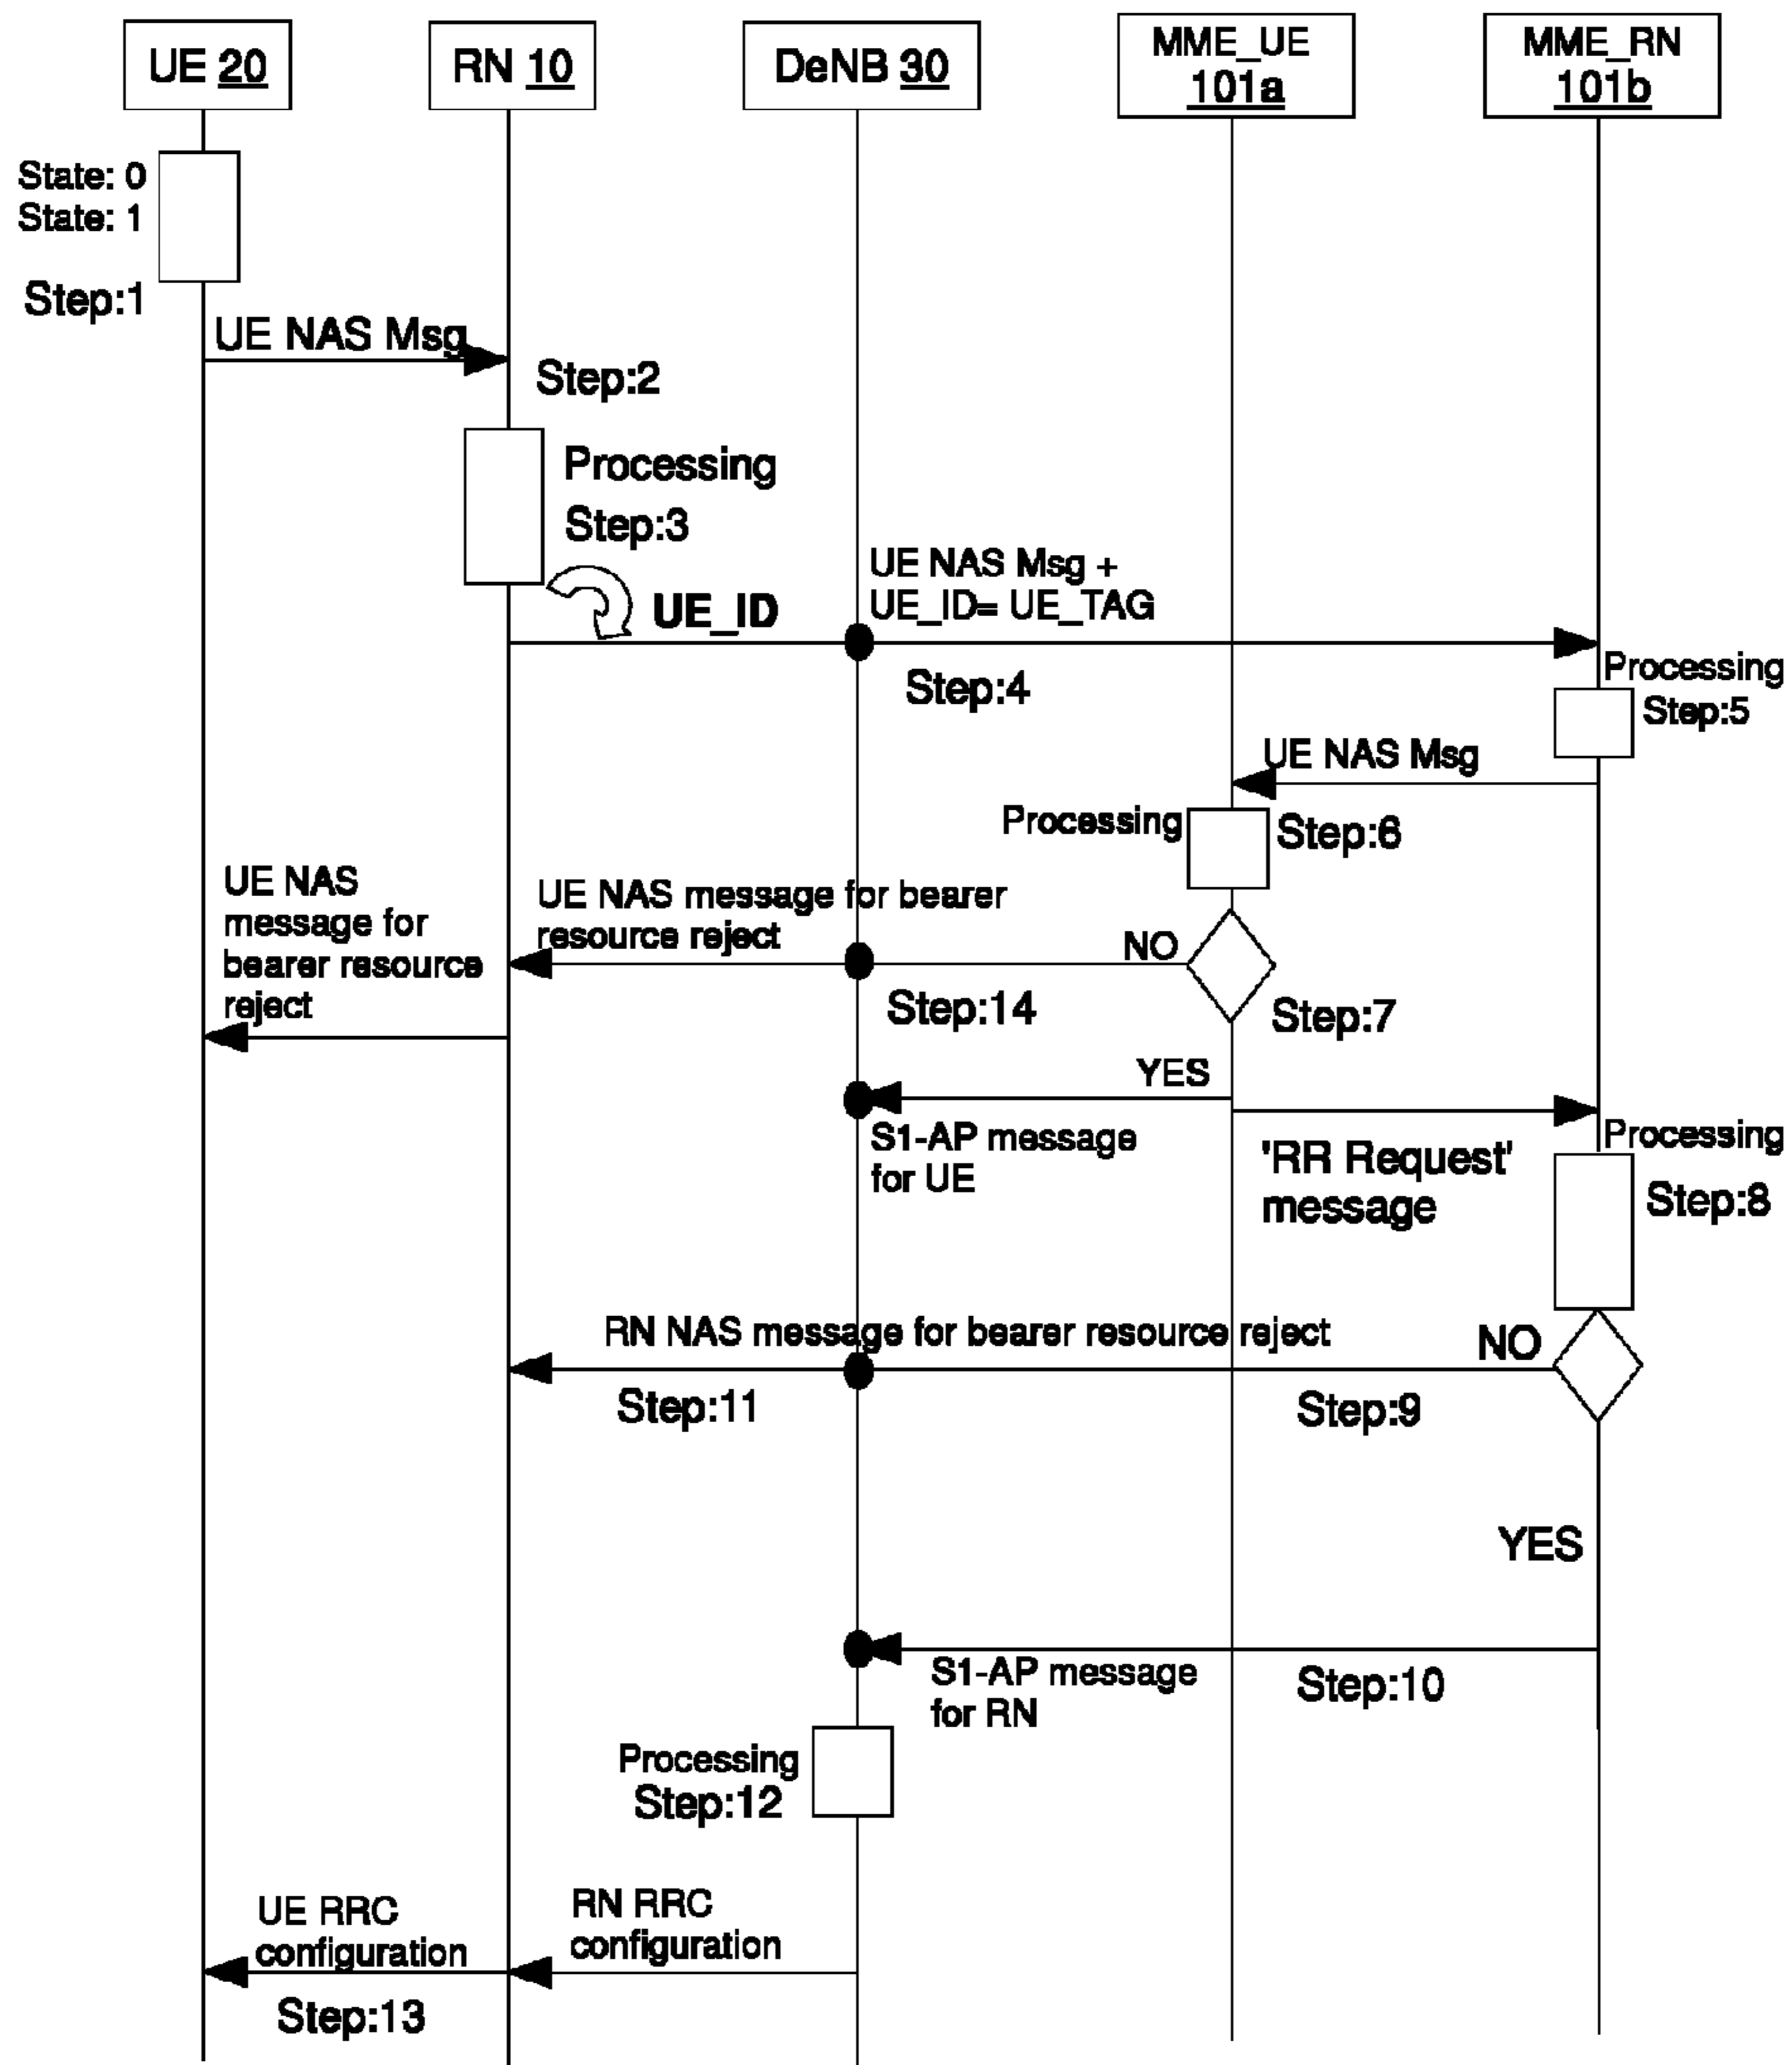 UE 20
RN 10
DeNB 30
MME_UE
101a
MME_RN
101b
State: 0
State: 1
Step:1
UE NAS Msg
Step:2
Processing
Step:3
UE_ID
UE NAS Msg +
UE_ID= UE_TAG
Step:4
Processing
Step:5
UE NAS Msg
Processing
Step:6
UE NAS
message for
bearer resource
reject
UE NAS message for bearer
resource reject
NO
Step:14
Step:7
YES
S1-AP message
for UE
'RR Request'
message
Processing
Step:8
RN NAS message for bearer resource reject
NO
Step:11
Step:9
YES
S1-AP message
for RN
Step:10
Processing
Step:12
UE RRC
configuration
RN RRC
configuration
Step:13